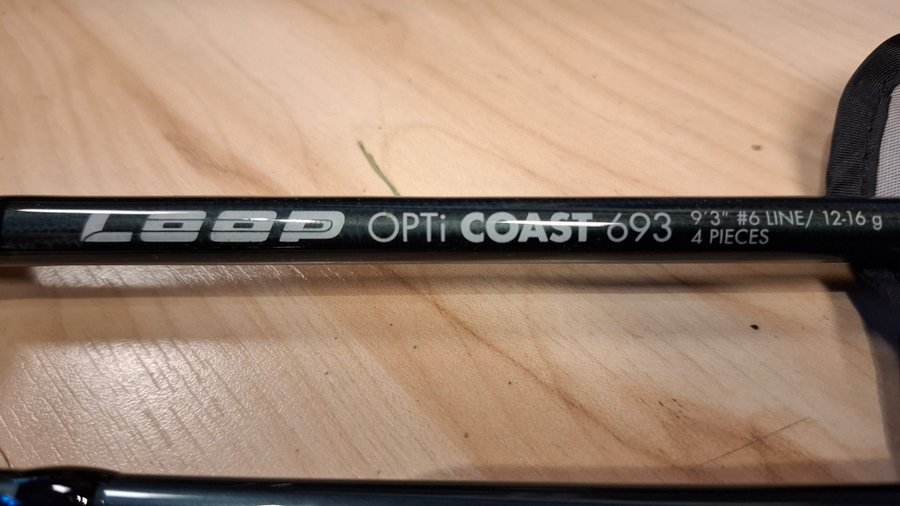 LOOP OPTi COAST 693 9'3" #6 LINE/ 12-16 g
4 PIECES